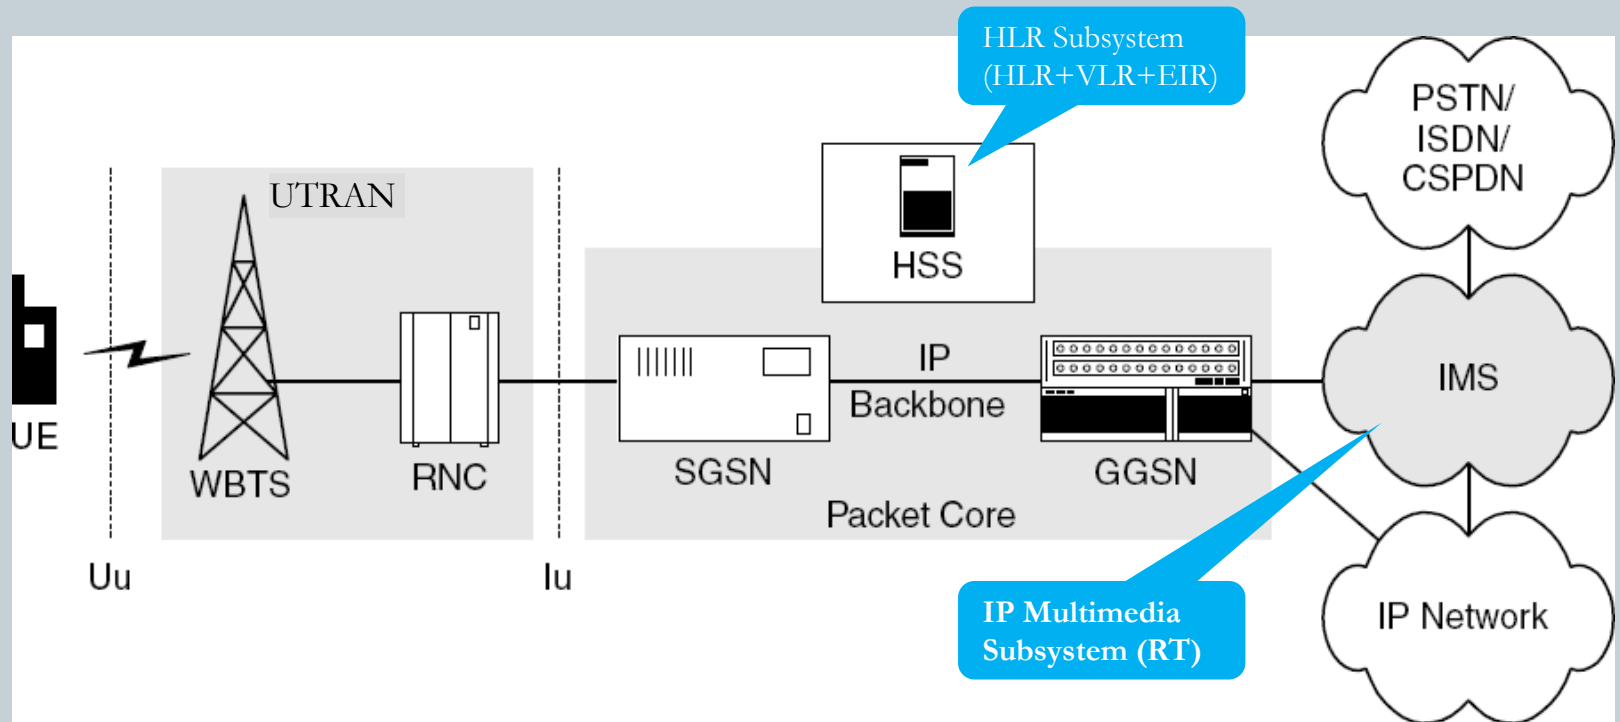 HLR Subsystem
(HLR+VLR+EIR)
PSTN/
ISDN/
CSPDN
UTRAN
HSS
IP
Backbone
IMS
UE
WBTS
RNC
SGSN
GGSN
Packet Core
Uu
Iu
IP Multimedia
Subsystem (RT)
IP Network